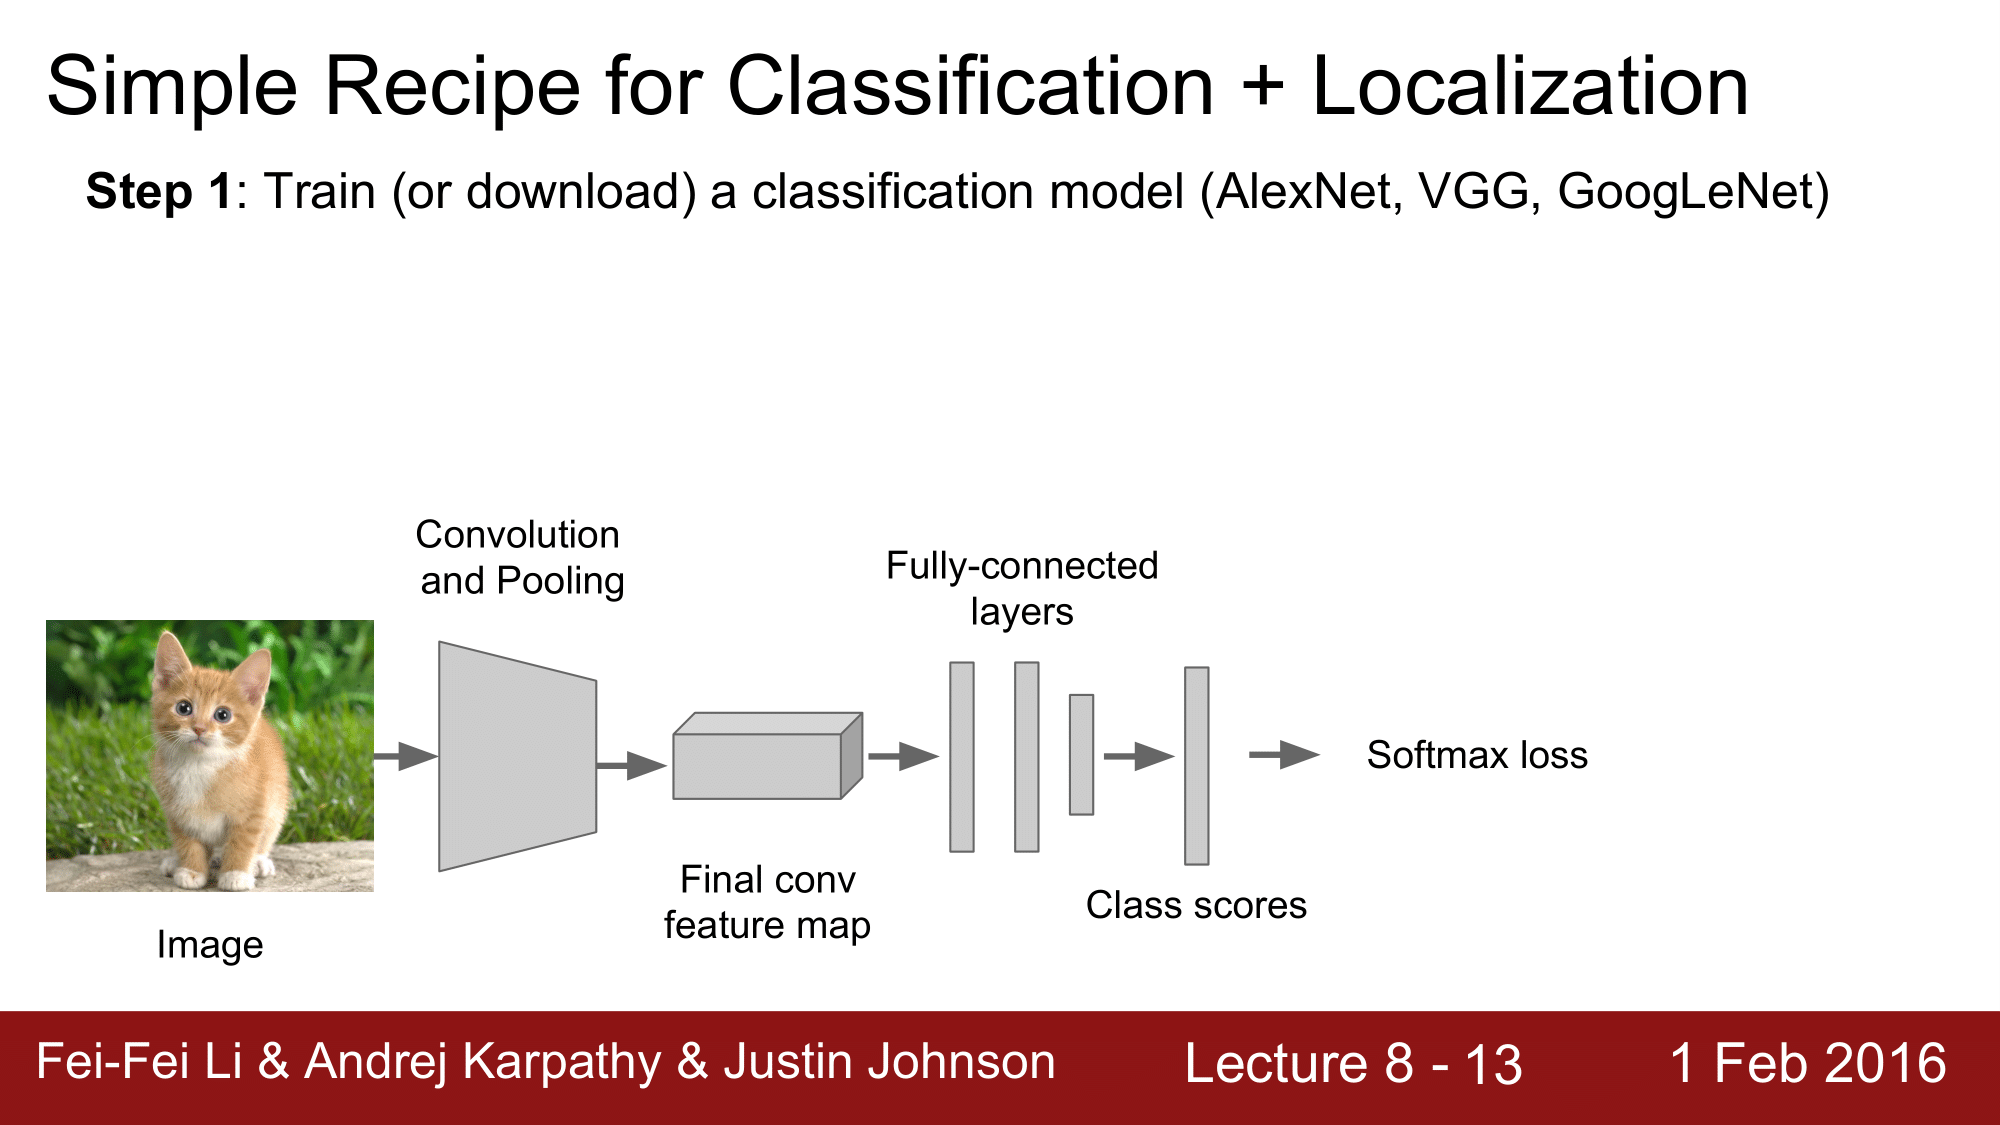 Simple Recipe for Classification + Localization
Step 1: Train (or download) a classification model (AlexNet, VGG, GoogLeNet)
Convolution
and Pooling
Fully-connected
layers
Softmax loss
Final conv
feature map
Class scores
Image
Fei-Fei Li & Andrej Karpathy & Justin Johnson
Lecture 8 - 13
1 Feb 2016